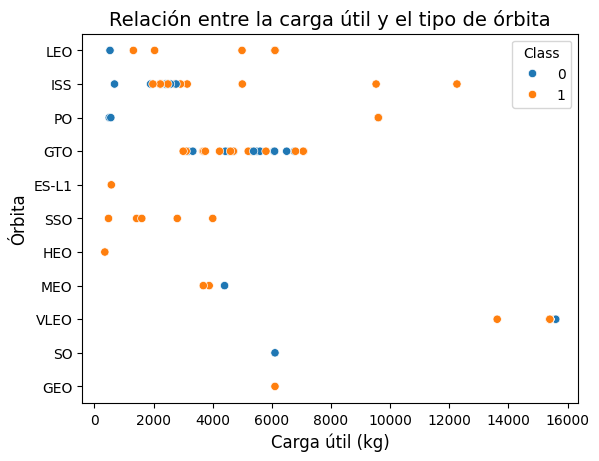 Relación entre la carga útil y el tipo de órbita
Class
0
1
Órbita
LEO
ISS
PO
GTO
ES-L1
SSO
HEO
MEO
VLEO
SO
GEO
0 2000 4000 6000 8000 10000 12000 14000 16000
Carga útil (kg)